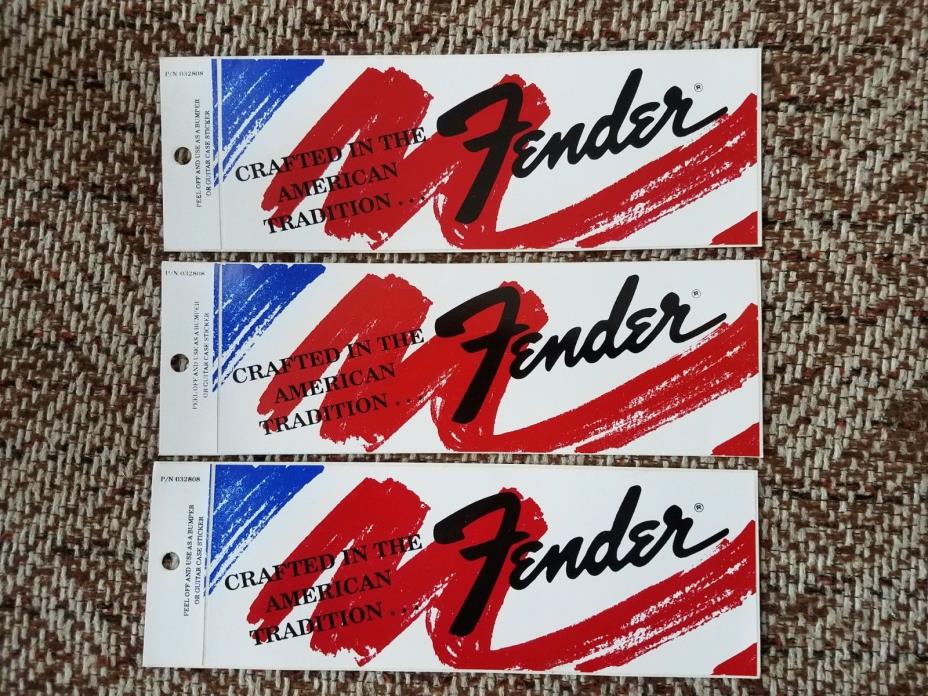 P/N 032808
PEEL OFF AND USE AS A BUMPER
OR GUITAR CASE STICKER
CRAFTED IN THE
AMERICAN
TRADITION . . .
Fender®
P/N 032808
PEEL OFF AND USE AS A BUMPER
OR GUITAR CASE STICKER
CRAFTED IN THE
AMERICAN
TRADITION . . .
Fender®
P/N 032808
PEEL OFF AND USE AS A BUMPER
OR GUITAR CASE STICKER
CRAFTED IN THE
AMERICAN
TRADITION . . .
Fender®